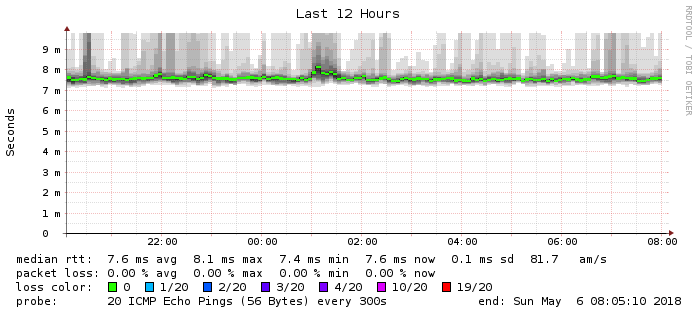 Last 12 Hours
RRDTOOL / TOBI OETIKER
Seconds
9 m
8 m
7 m
6 m
5 m
4 m
3 m
2 m
1 m
0
22:00 00:00 02:00 04:00 06:00 08:00
median rtt: 7.6 ms avg 8.1 ms max 7.4 ms min 7.6 ms now 0.1 ms sd 81.7 am/s
packet loss: 0.00 % avg 0.00 % max 0.00 % min 0.00 % now
loss color: 0 1/20 2/20 3/20 4/20 10/20 19/20
probe: 20 ICMP Echo Pings (56 Bytes) every 300s end: Sun May 6 08:05:10 2018